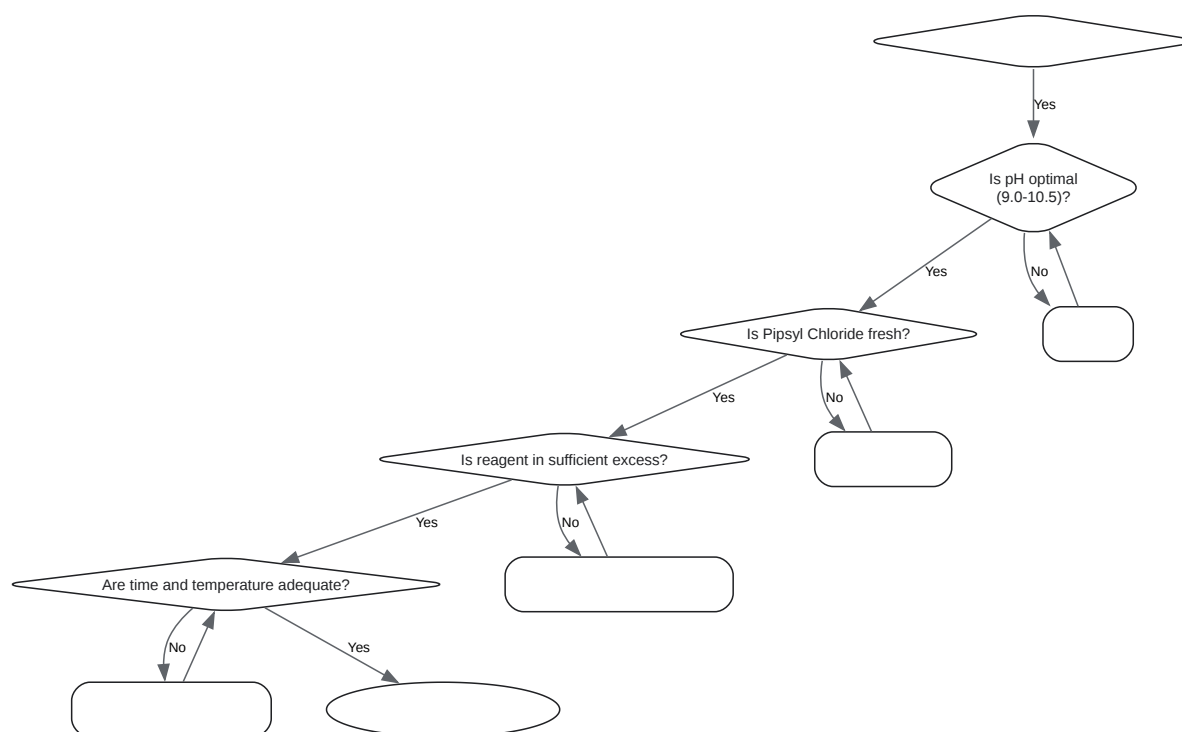 Yes
Is pH optimal
(9.0-10.5)?
Yes
No
Is Pipsyl Chloride fresh?
Yes
No
Is reagent in sufficient excess?
Yes
No
Are time and temperature adequate?
No
Yes